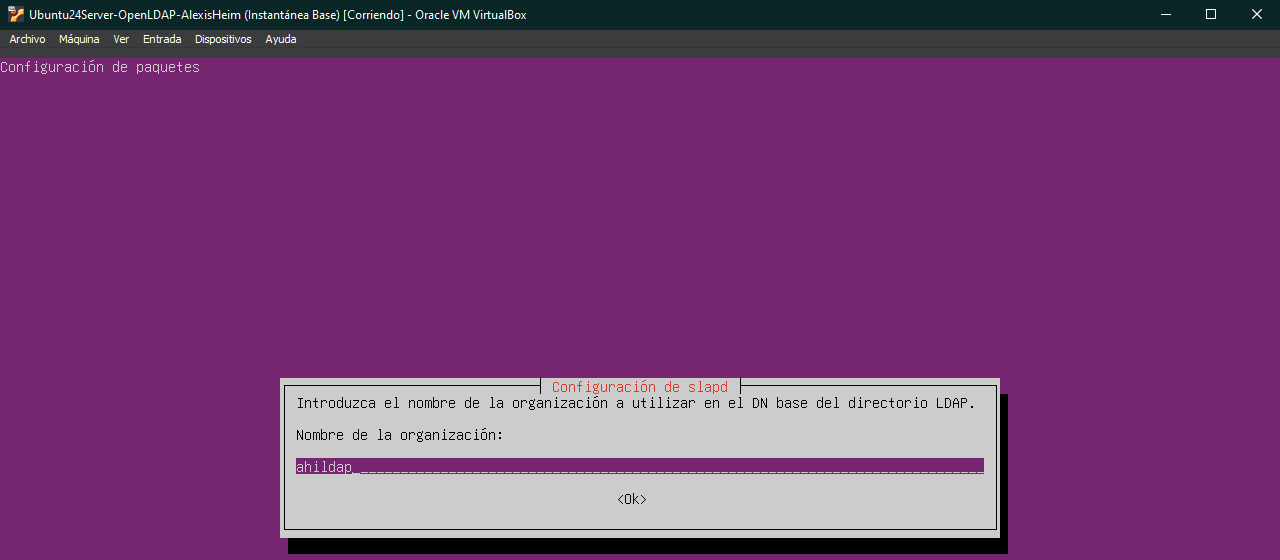 Ubuntu24Server-OpenLDAP-AlexisHeim (Instantánea Base) [Corriendo] - Oracle VM VirtualBox
Archivo Máquina Ver Entrada Dispositivos Ayuda
Configuración de paquetes
Configuración de slapd
Introduzca el nombre de la organización a utilizar en el DN base del directorio LDAP.
Nombre de la organización:
ahildap
<Ok>